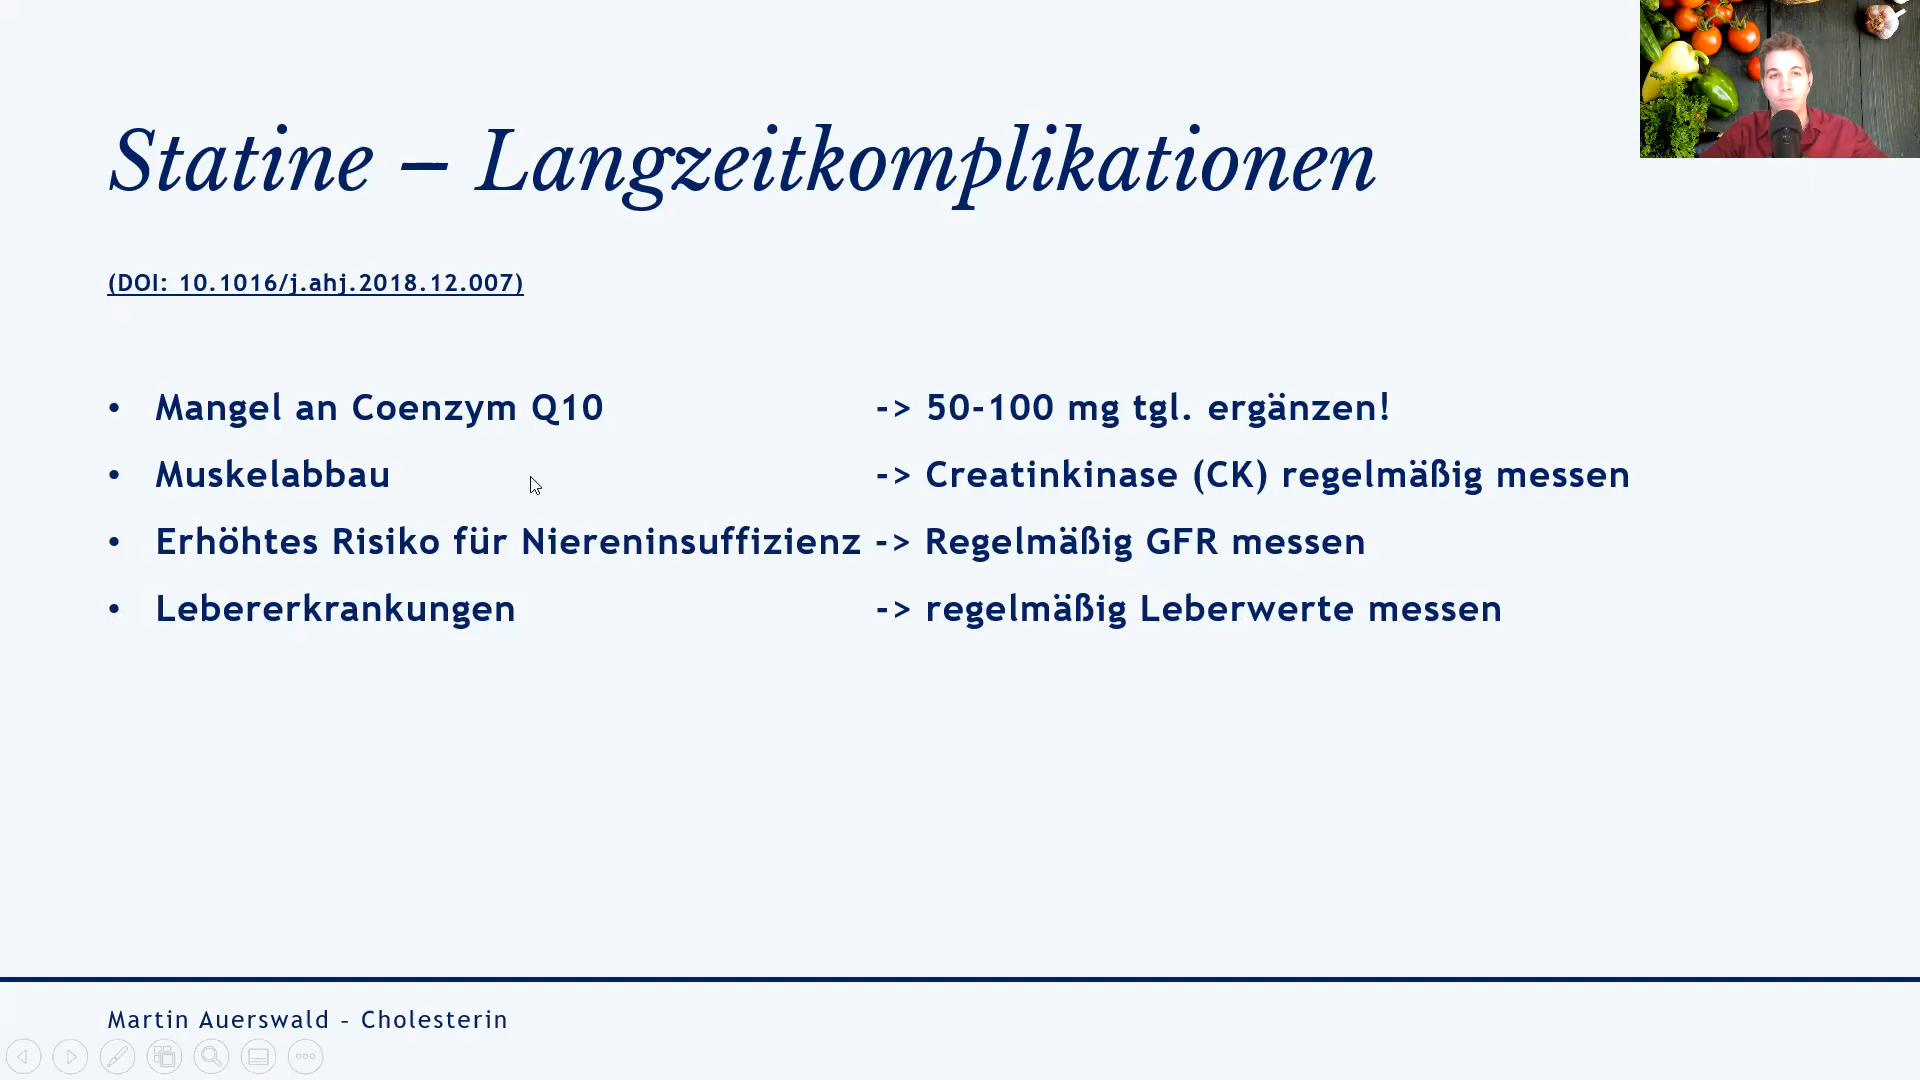 Statine – Langzeitkomplikationen
(DOI: 10.1016/j.ahj.2018.12.007)
• Mangel an Coenzym Q10 -> 50-100 mg tgl. ergänzen!
• Muskelabbau -> Creatinkinase (CK) regelmäßig messen
• Erhöhtes Risiko für Niereninsuffizienz -> Regelmäßig GFR messen
• Lebererkrankungen -> regelmäßig Leberwerte messen
Martin Auerswald – Cholesterin